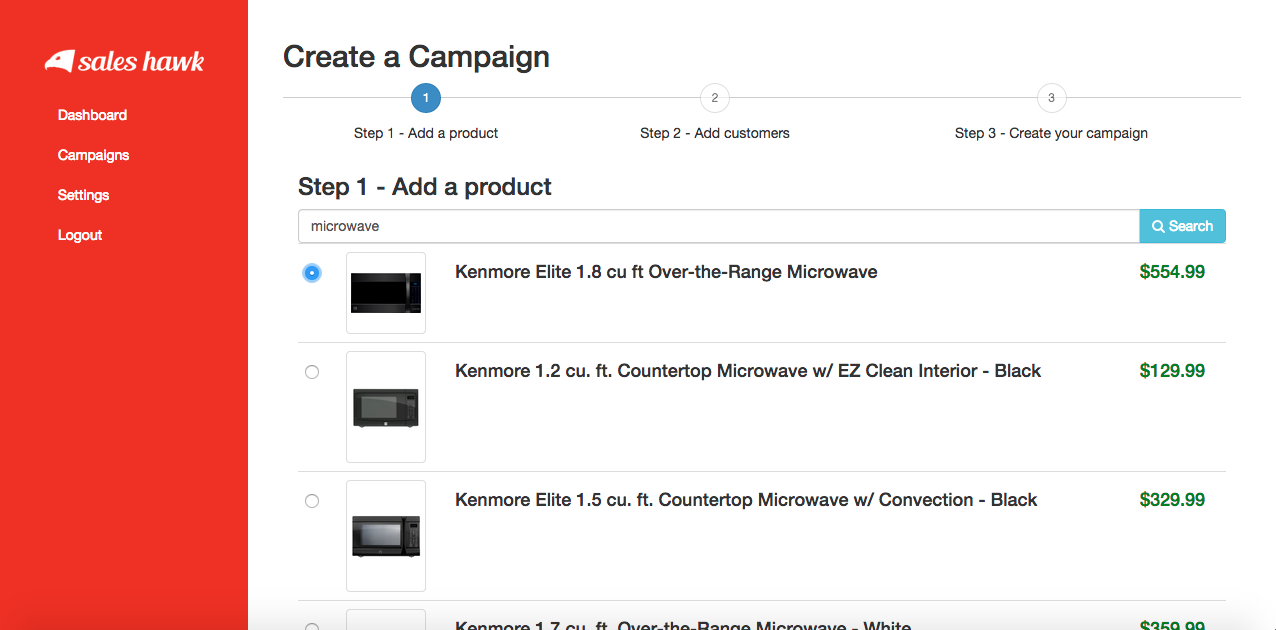 sales hawk
Dashboard
Campaigns
Settings
Logout
Create a Campaign
1
2
3
Step 1 - Add a product
Step 2 - Add customers
Step 3 - Create your campaign
Step 1 - Add a product
microwave
Search
Kenmore Elite 1.8 cu ft Over-the-Range Microwave
$554.99
Kenmore 1.2 cu. ft. Countertop Microwave w/ EZ Clean Interior - Black
$129.99
Kenmore Elite 1.5 cu. ft. Countertop Microwave w/ Convection - Black
$329.99
Kenmore 1.7 cu. ft. Over-the-Range Microwave - White
$359.99